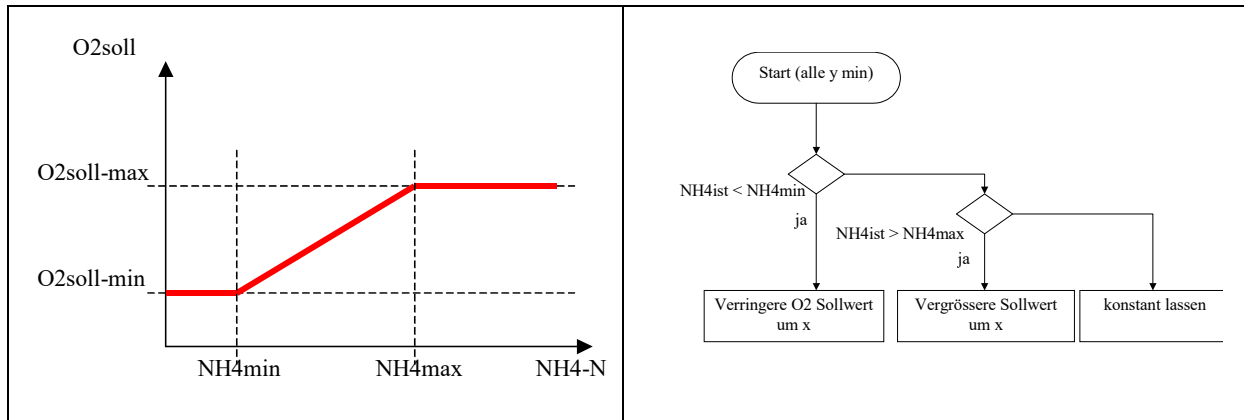 O2soll
O2soll-max
O2soll-min
NH4min
NH4max
NH4-N
Start (alle y min)
NH4ist < NH4min
ja
NH4ist > NH4max
ja
Verringere O2 Sollwert
um x
Vergrössere Sollwert
um x
konstant lassen